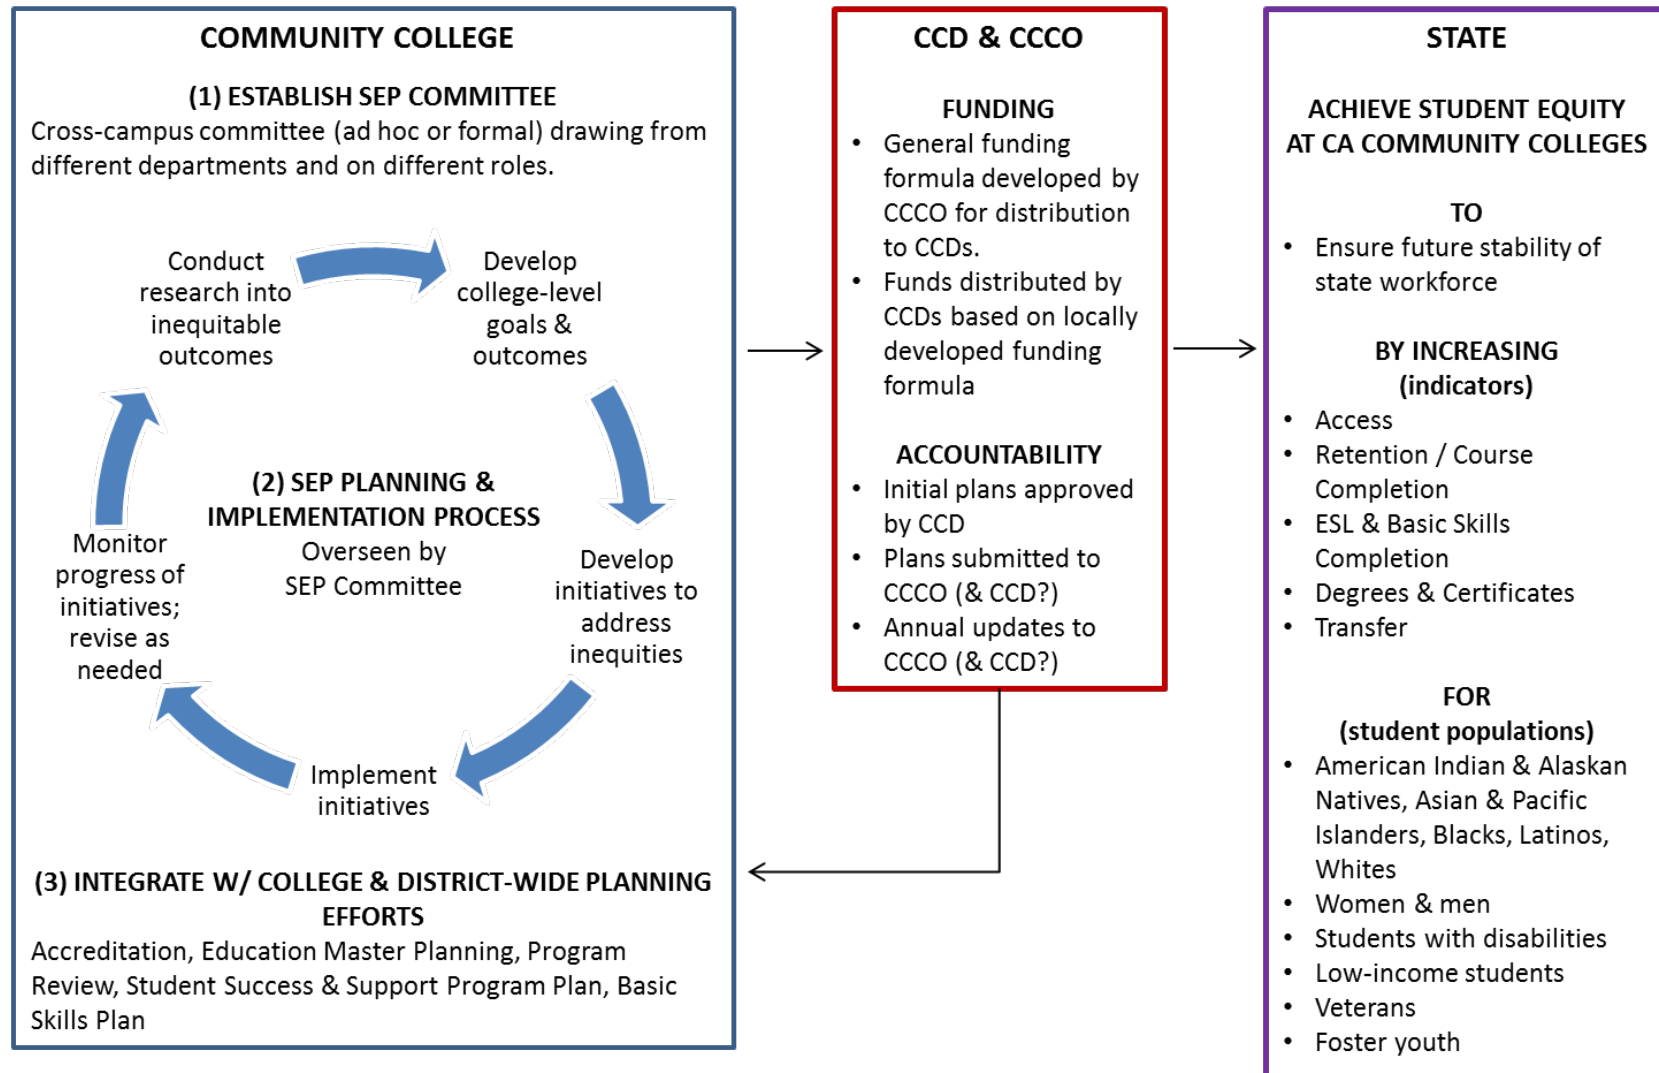 COMMUNITY COLLEGE
(1) ESTABLISH SEP COMMITTEE
Cross-campus committee (ad hoc or formal) drawing from
different departments and on different roles.
Conduct
research into
inequitable
outcomes
Develop
college-level
goals &
outcomes
(2) SEP PLANNING &
IMPLEMENTATION PROCESS
Overseen by
SEP Committee
Develop
initiatives to
address
inequities
Implement
initiatives
Monitor
progress of
initiatives;
revise as
needed
(3) INTEGRATE W/ COLLEGE & DISTRICT-WIDE PLANNING
EFFORTS
Accreditation, Education Master Planning, Program
Review, Student Success & Support Program Plan, Basic
Skills Plan
CCD & CCCO
FUNDING
• General funding
formula developed by
CCCO for distribution
to CCDs.
• Funds distributed by
CCDs based on locally
developed funding
formula
ACCOUNTABILITY
• Initial plans approved
by CCD
• Plans submitted to
CCCO (& CCD?)
• Annual updates to
CCCO (& CCD?)
STATE
ACHIEVE STUDENT EQUITY
AT CA COMMUNITY COLLEGES
TO
• Ensure future stability of
state workforce
BY INCREASING
(indicators)
• Access
• Retention / Course
Completion
• ESL & Basic Skills
Completion
• Degrees & Certificates
• Transfer
FOR
(student populations)
• American Indian & Alaskan
Natives, Asian & Pacific
Islanders, Blacks, Latinos,
Whites
• Women & men
• Students with disabilities
• Low-income students
• Veterans
• Foster youth